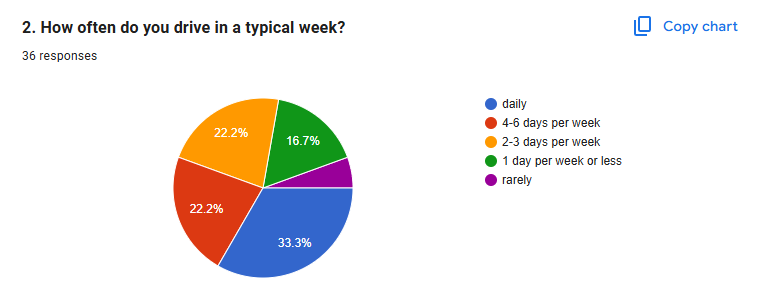 2. How often do you drive in a typical week?
Copy chart
36 responses
22.2%
16.7%
22.2%
33.3%
daily
4-6 days per week
2-3 days per week
1 day per week or less
rarely